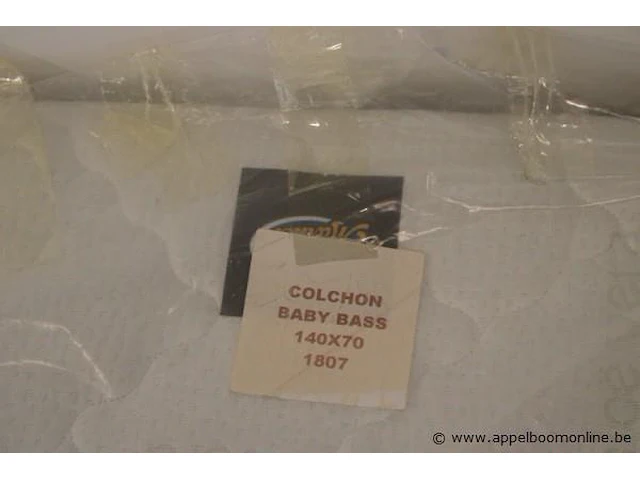 COLCHON
BABY BASS
140X70
1807
© www.appelboomonline.be